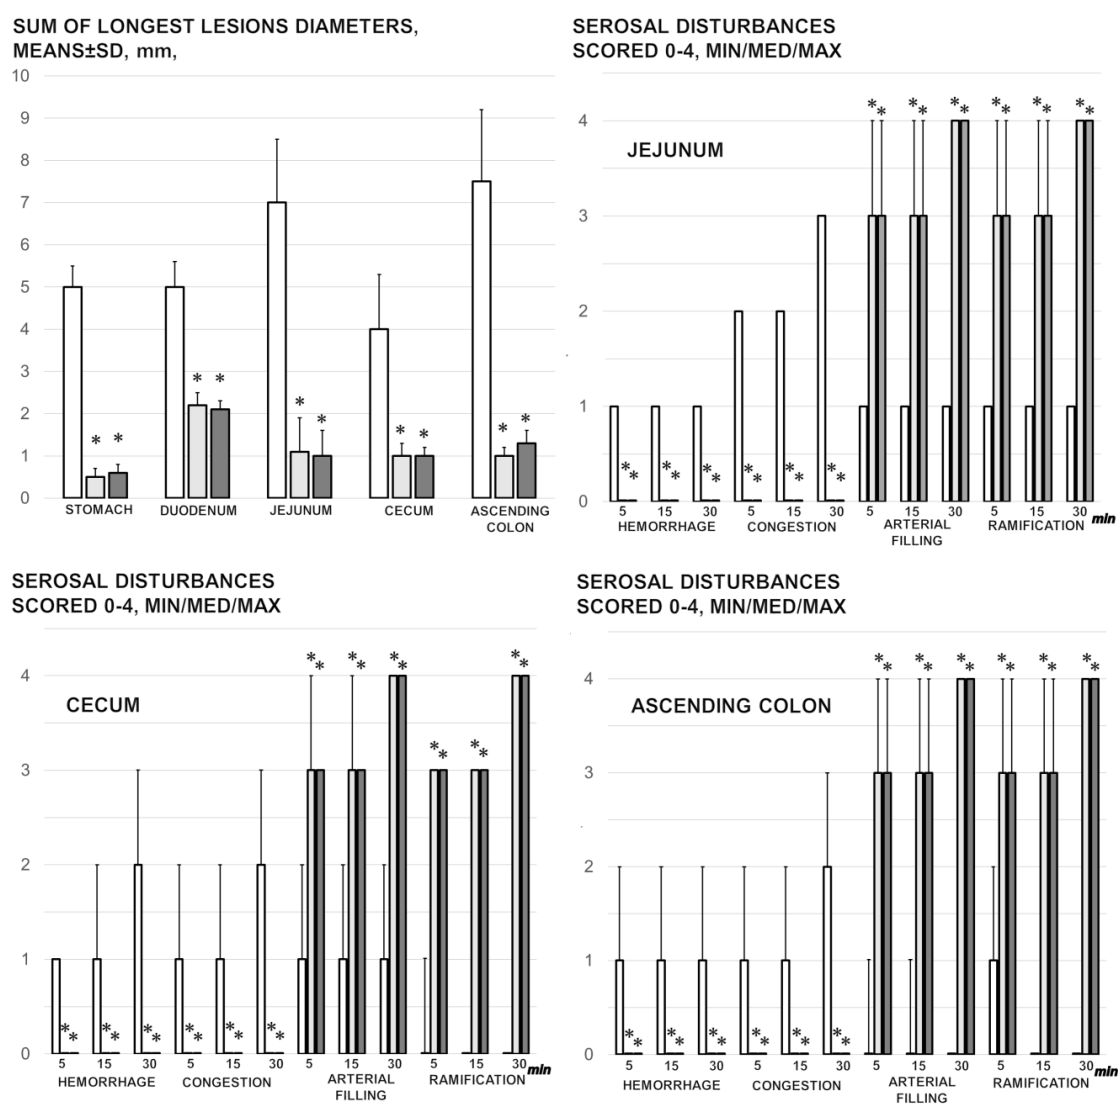 SUM OF LONGEST LESIONS DIAMETERS,
MEANS±SD, mm,
10
9
8
7
6
5
4
3
2
1
0
* * * * * * * * * *
STOMACH DUODENUM JEJUNUM CECUM ASCENDING
COLON
SEROSAL DISTURBANCES
SCORED 0-4, MIN/MED/MAX
JEJUNUM
4
3
2
1
0
* * * * * * * * * * * *
* * * * * * * * * * * *
5 15 30 5 15 30 5 15 30 5 15 30 min
HEMORRHAGE CONGESTION ARTERIAL
FILLING RAMIFICATION
SEROSAL DISTURBANCES
SCORED 0-4, MIN/MED/MAX
CECUM
4
3
2
1
0
* * * * * * * * * * * *
* * * * * * * * * * * *
5 15 30 5 15 30 5 15 30 5 15 30 min
HEMORRHAGE CONGESTION ARTERIAL
FILLING RAMIFICATION
SEROSAL DISTURBANCES
SCORED 0-4, MIN/MED/MAX
ASCENDING COLON
4
3
2
1
0
* * * * * * * * * * * *
* * * * * * * * * * * *
5 15 30 5 15 30 5 15 30 5 15 30 min
HEMORRHAGE CONGESTION ARTERIAL
FILLING RAMIFICATION